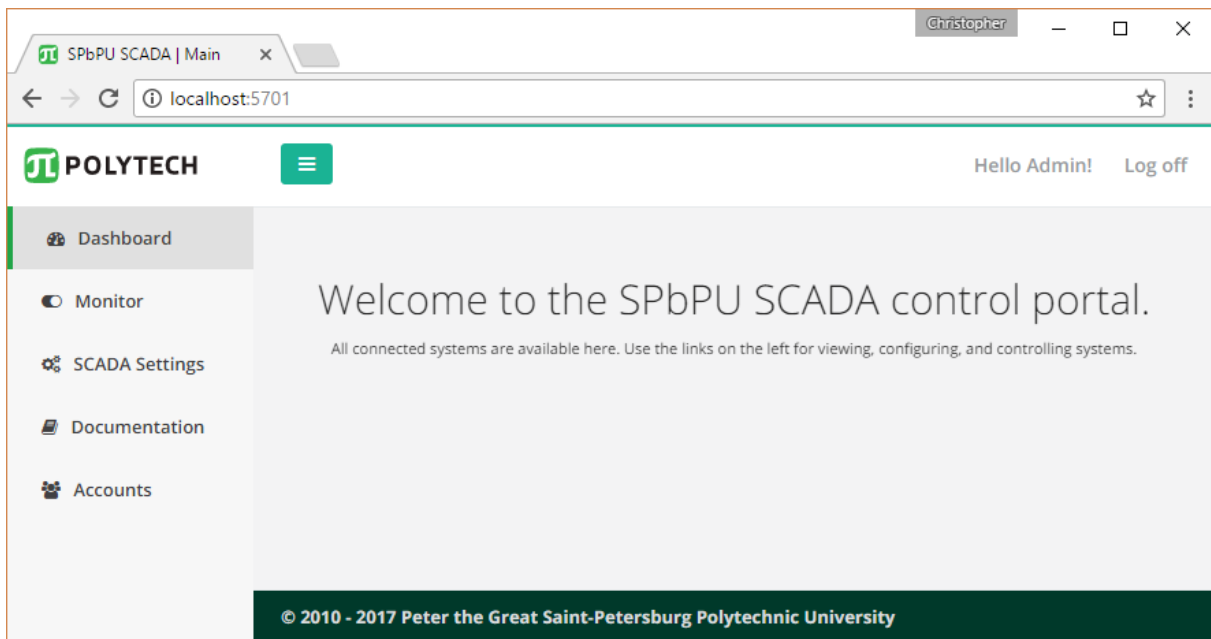 Christopher
SPbPU SCADA | Main
localhost:5701
POLYTECH
Hello Admin! Log off
Dashboard
Monitor
SCADA Settings
Documentation
Accounts
Welcome to the SPbPU SCADA control portal.
All connected systems are available here. Use the links on the left for viewing, configuring, and controlling systems.
© 2010 - 2017 Peter the Great Saint-Petersburg Polytechnic University